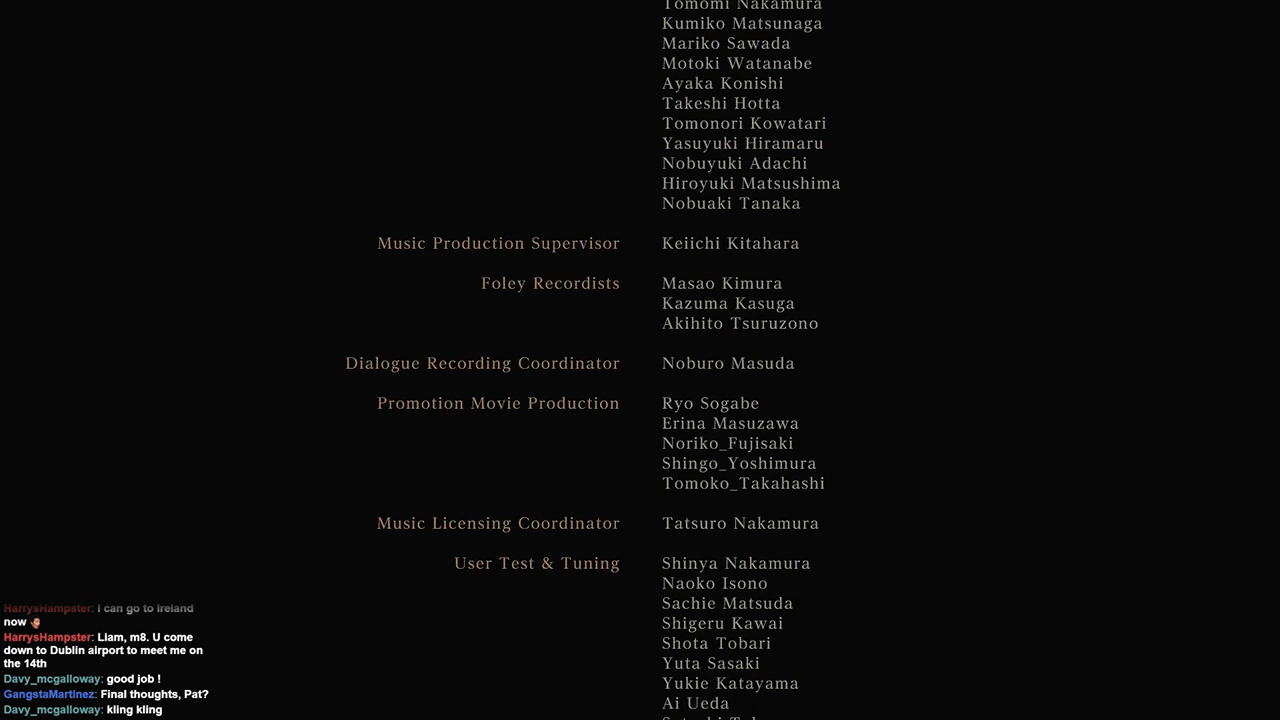 Tomomi Nakamura
Kumiko Matsunaga
Mariko Sawada
Motoki Watanabe
Ayaka Konishi
Takeshi Hotta
Tomonori Kowatari
Yasuyuki Hiramaru
Nobuyuki Adachi
Hiroyuki Matsushima
Nobuaki Tanaka
Music Production Supervisor Keiichi Kitahara
Foley Recordists Masao Kimura
Kazuma Kasuga
Akihito Tsuruzono
Dialogue Recording Coordinator Noburo Masuda
Promotion Movie Production Ryo Sogabe
Erina Masuzawa
Noriko_Fujisaki
Shingo_Yoshimura
Tomoko_Takahashi
Music Licensing Coordinator Tatsuro Nakamura
User Test & Tuning Shinya Nakamura
Naoko Isono
Sachie Matsuda
Shigeru Kawai
Shota Tobari
Yuta Sasaki
Yukie Katayama
Ai Ueda
HarrysHampster: I can go to Ireland
now
HarrysHampster: Liam, m8. U come
down to Dublin airport to meet me on
the 14th
Davy_mcgalloway: good job !
GangstaMartinez: Final thoughts, Pat?
Davy_mcgalloway: kling kling